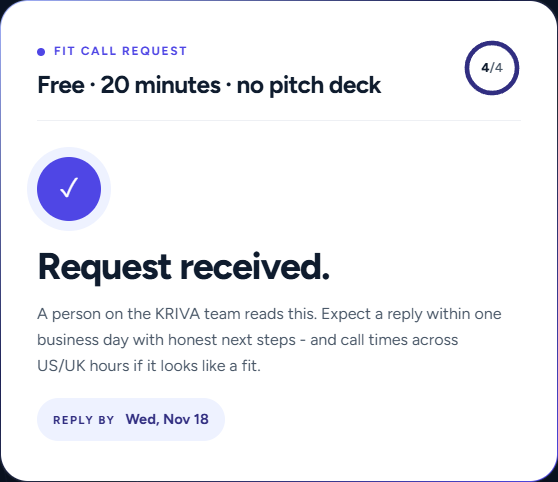 FIT CALL REQUEST
Free · 20 minutes · no pitch deck
4/4
Request received.
A person on the KRIVA team reads this. Expect a reply within one
business day with honest next steps - and call times across
US/UK hours if it looks like a fit.
REPLY BY Wed, Nov 18